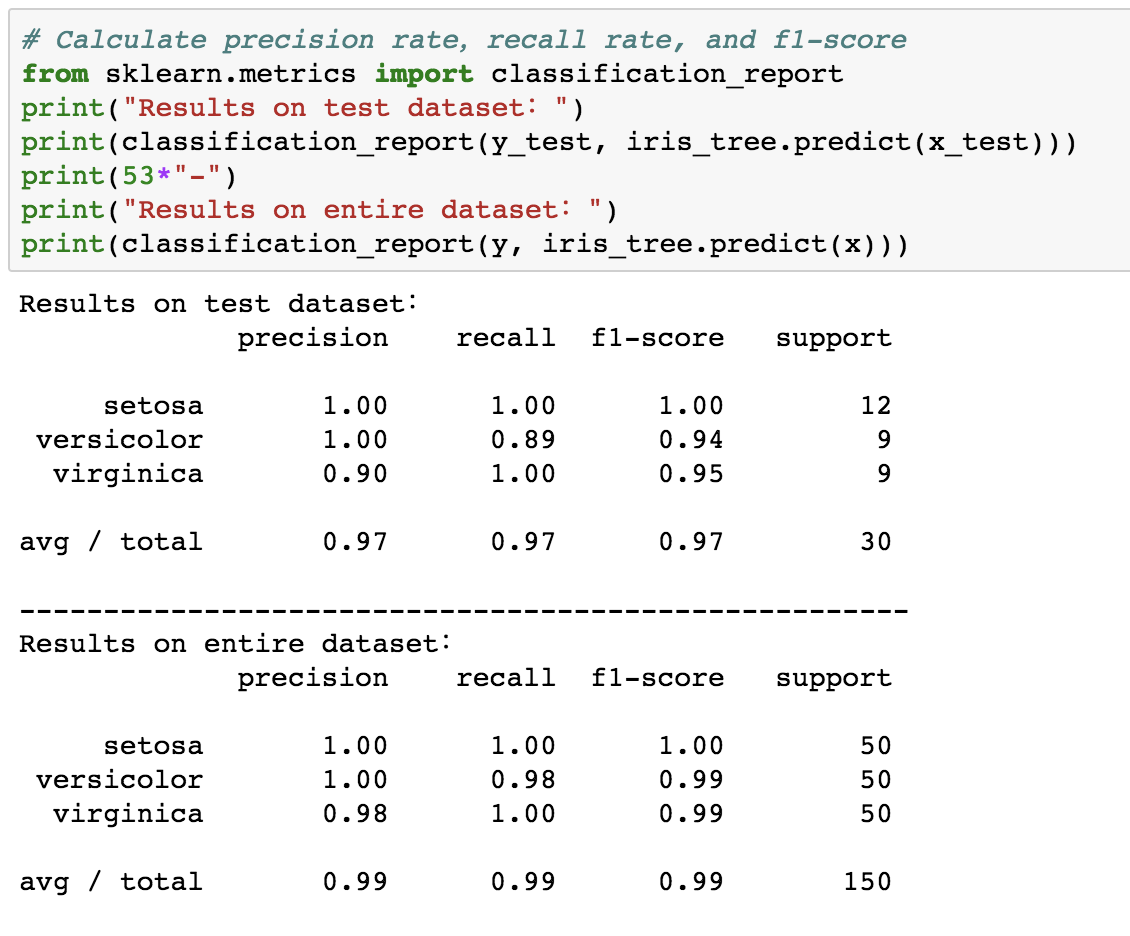 # Calculate precision rate, recall rate, and f1-score
from sklearn.metrics import classification_report
print("Results on test dataset: ")
print(classification_report(y_test, iris_tree.predict(x_test)))
print(53*"-")
print("Results on entire dataset: ")
print(classification_report(y, iris_tree.predict(x)))
Results on test dataset:
             precision    recall  f1-score   support

     setosa       1.00      1.00      1.00        12
 versicolor       1.00      0.89      0.94         9
  virginica       0.90      1.00      0.95         9

avg / total       0.97      0.97      0.97        30

-----------------------------------------------------
Results on entire dataset:
             precision    recall  f1-score   support

     setosa       1.00      1.00      1.00        50
 versicolor       1.00      0.98      0.99        50
  virginica       0.98      1.00      0.99        50

avg / total       0.99      0.99      0.99       150